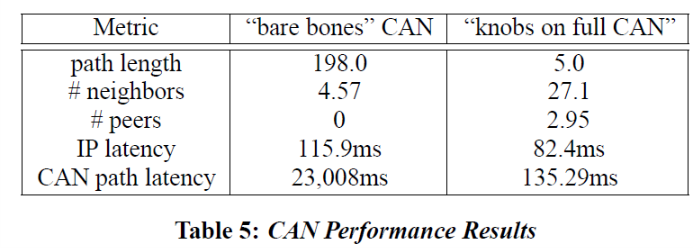 Metric “bare bones” CAN “knobs on full CAN”
path length 198.0 5.0
# neighbors 4.57 27.1
# peers 0 2.95
IP latency 115.9ms 82.4ms
CAN path latency 23,008ms 135.29ms
Table 5: CAN Performance Results